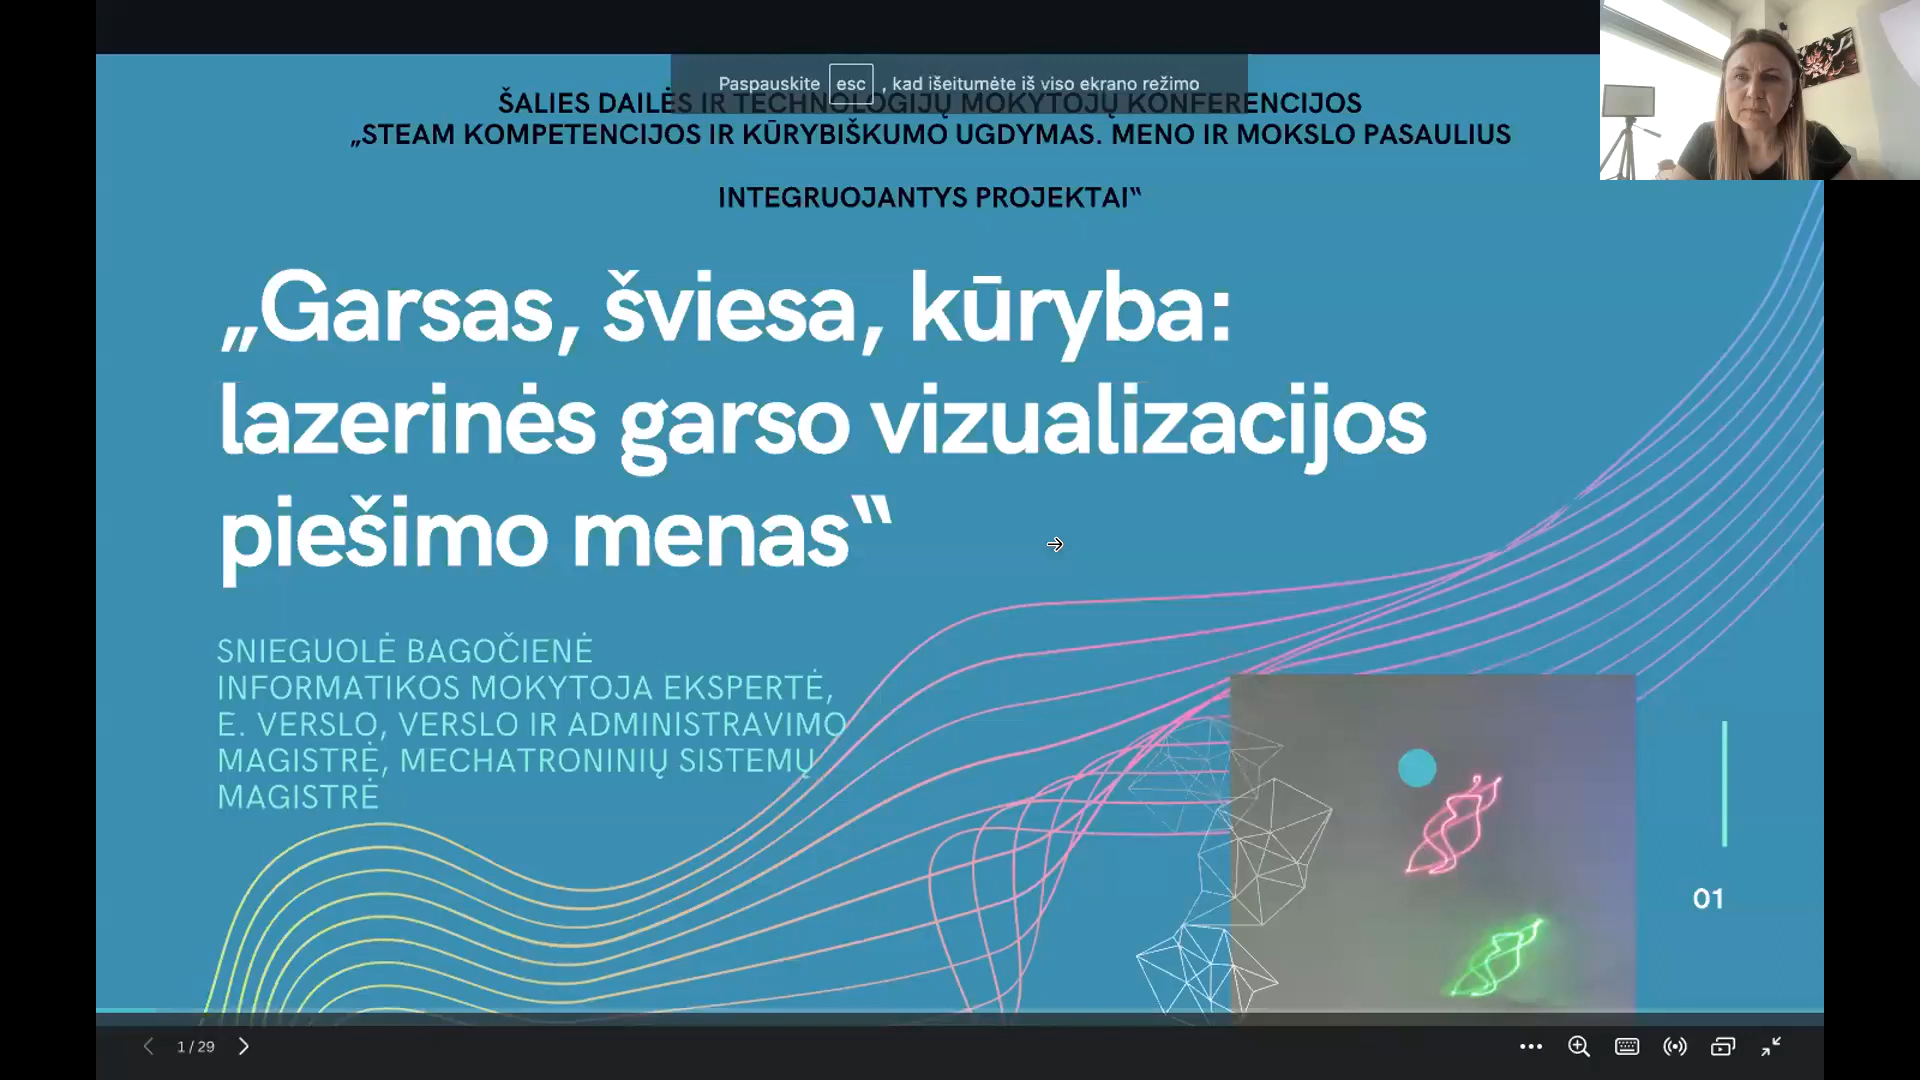 Paspauskite esc , kad išeitumėte iš viso ekrano režimo
ŠALIES DAILĖS IR TECHNOLOGIJŲ MOKYTOJŲ KONFERENCIJOS
„STEAM KOMPETENCIJOS IR KŪRYBIŠKUMO UGDYMAS. MENO IR MOKSLO PASAULIUS
INTEGRUOJANTYS PROJEKTAI“
„Garsas, šviesa, kūryba:
lazerinės garso vizualizacijos
piešimo menas“
SNIEGUOLĖ BAGOČIENĖ
INFORMATIKOS MOKYTOJA EKSPERTĖ,
E. VERSLO, VERSLO IR ADMINISTRAVIMO
MAGISTRĖ, MECHATRONINIŲ SISTEMŲ
MAGISTRĖ
01
1 / 29